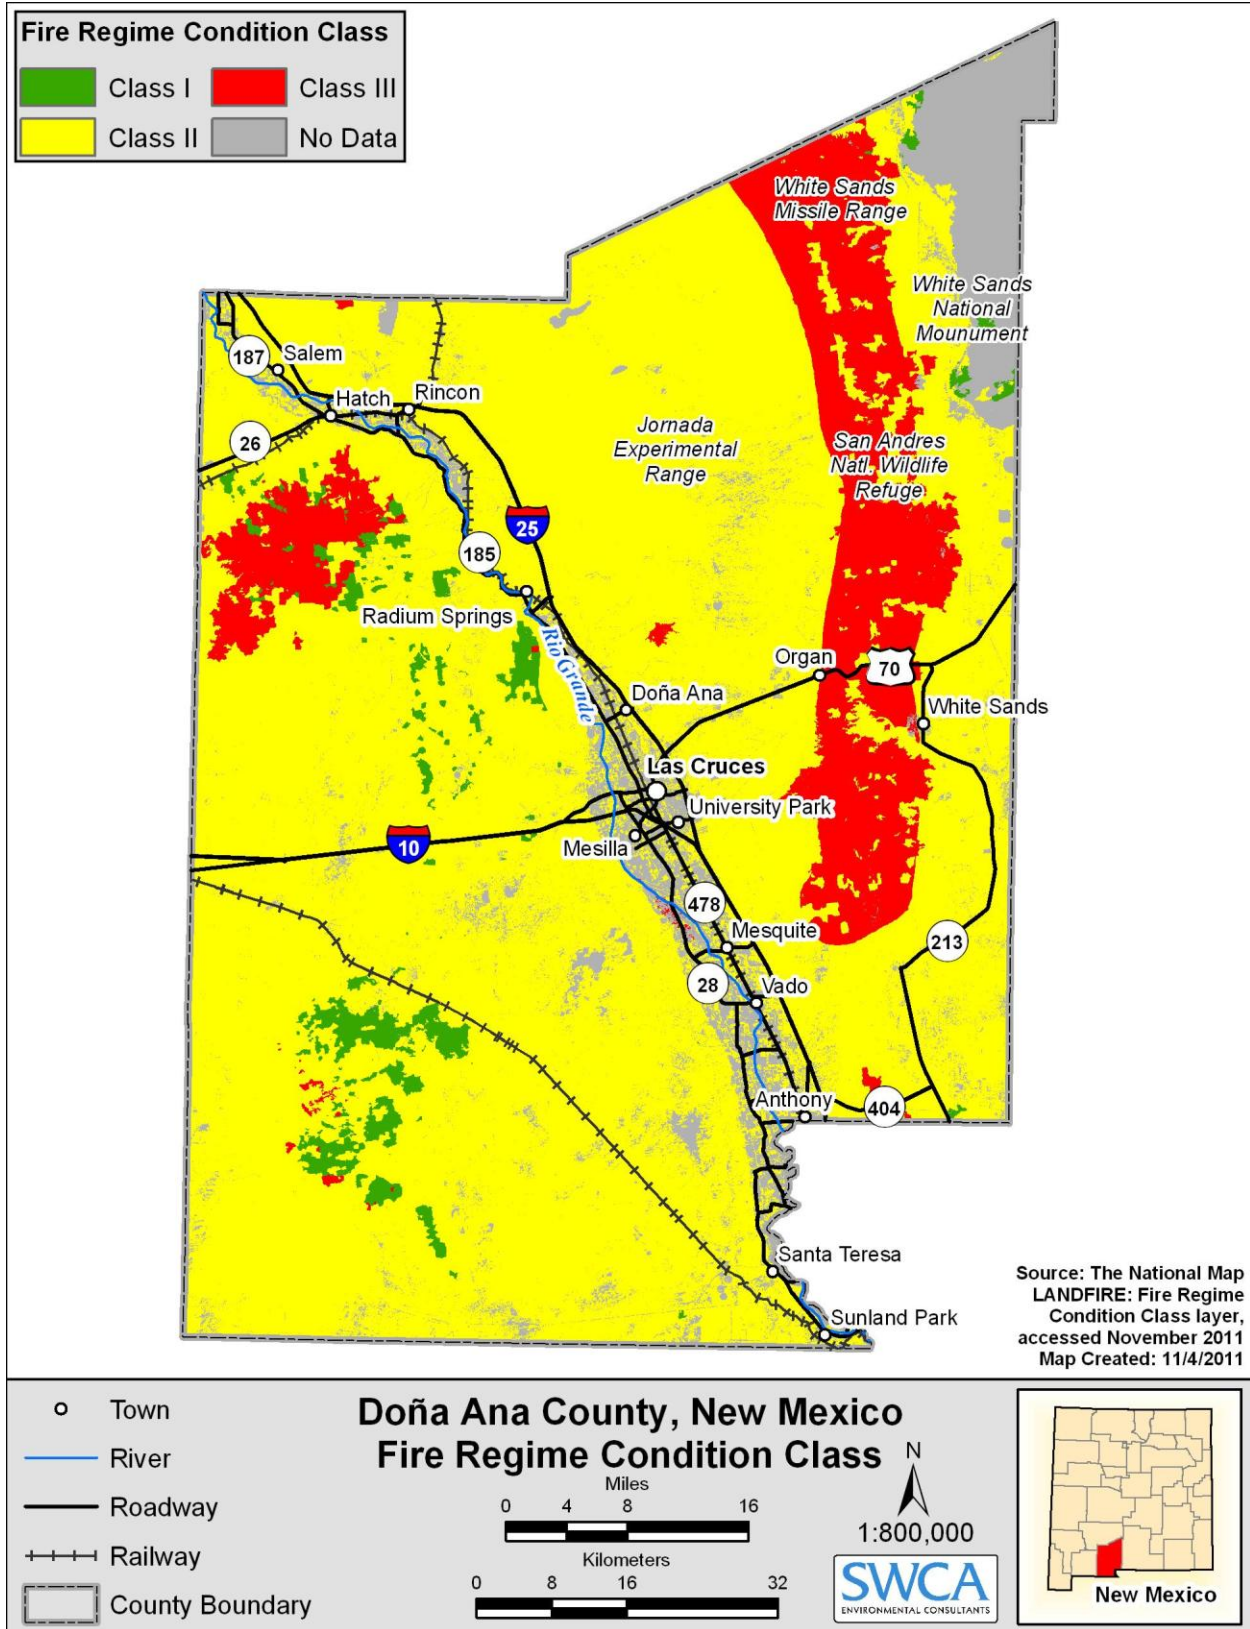 Fire Regime Condition Class
Class I
Class III
Class II
No Data
White Sands
Missile Range
White Sands
National
Mounument
187
Salem
Hatch
Rincon
26
Jornada
Experimental
Range
San Andres
Natl. Wildlife
Refuge
25
185
Radium Springs
Rio Grande
Organ
70
Doña Ana
White Sands
Las Cruces
University Park
10
Mesilla
478
Mesquite
213
28
Vado
Anthony
404
Santa Teresa
Sunland Park
Source: The National Map
LANDFIRE: Fire Regime
Condition Class layer,
accessed November 2011
Map Created: 11/4/2011
Town
River
Roadway
Railway
County Boundary
Doña Ana County, New Mexico
Fire Regime Condition Class
Miles
0 4 8 16
Kilometers
0 8 16 32
N
1:800,000
SWCA
ENVIRONMENTAL CONSULTANTS
New Mexico